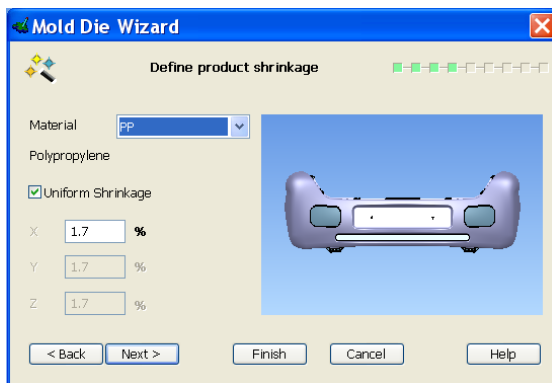 Mold Die Wizard
Define product shrinkage
Material PP
Polypropylene
Uniform Shrinkage
X 1.7 %
Y 1.7 %
Z 1.7 %
< Back Next > Finish Cancel Help